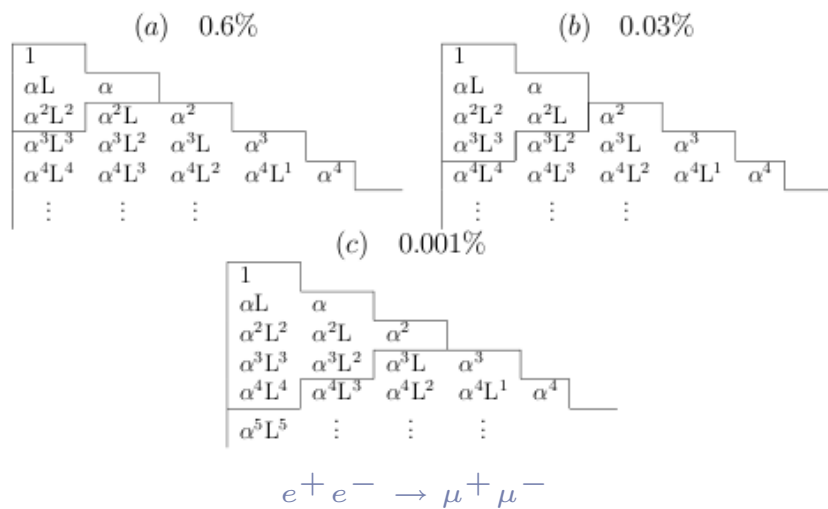 (a) 0.6%
1
αL α
α²L² α²L α²
α³L³ α³L² α³L α³
α⁴L⁴ α⁴L³ α⁴L² α⁴L¹ α⁴
⋮ ⋮ ⋮
(b) 0.03%
1
αL α
α²L² α²L α²
α³L³ α³L² α³L α³
α⁴L⁴ α⁴L³ α⁴L² α⁴L¹ α⁴
⋮ ⋮ ⋮
(c) 0.001%
1
αL α
α²L² α²L α²
α³L³ α³L² α³L α³
α⁴L⁴ α⁴L³ α⁴L² α⁴L¹ α⁴
α⁵L⁵ ⋮ ⋮ ⋮
e⁺e⁻ → μ⁺μ⁻